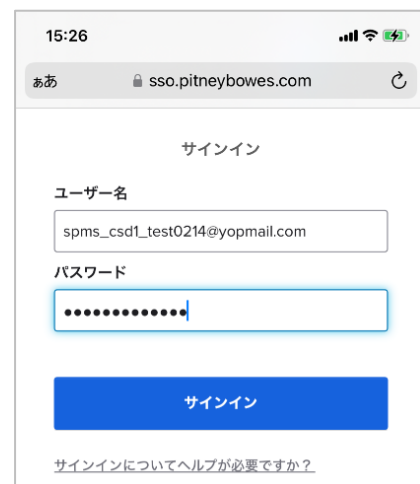 15:26
ぁあ sso.pitneybowes.com
サインイン
ユーザー名
spms_csd1_test0214@yopmail.com
パスワード
•••••••••••••
サインイン
サインインについてヘルプが必要ですか？